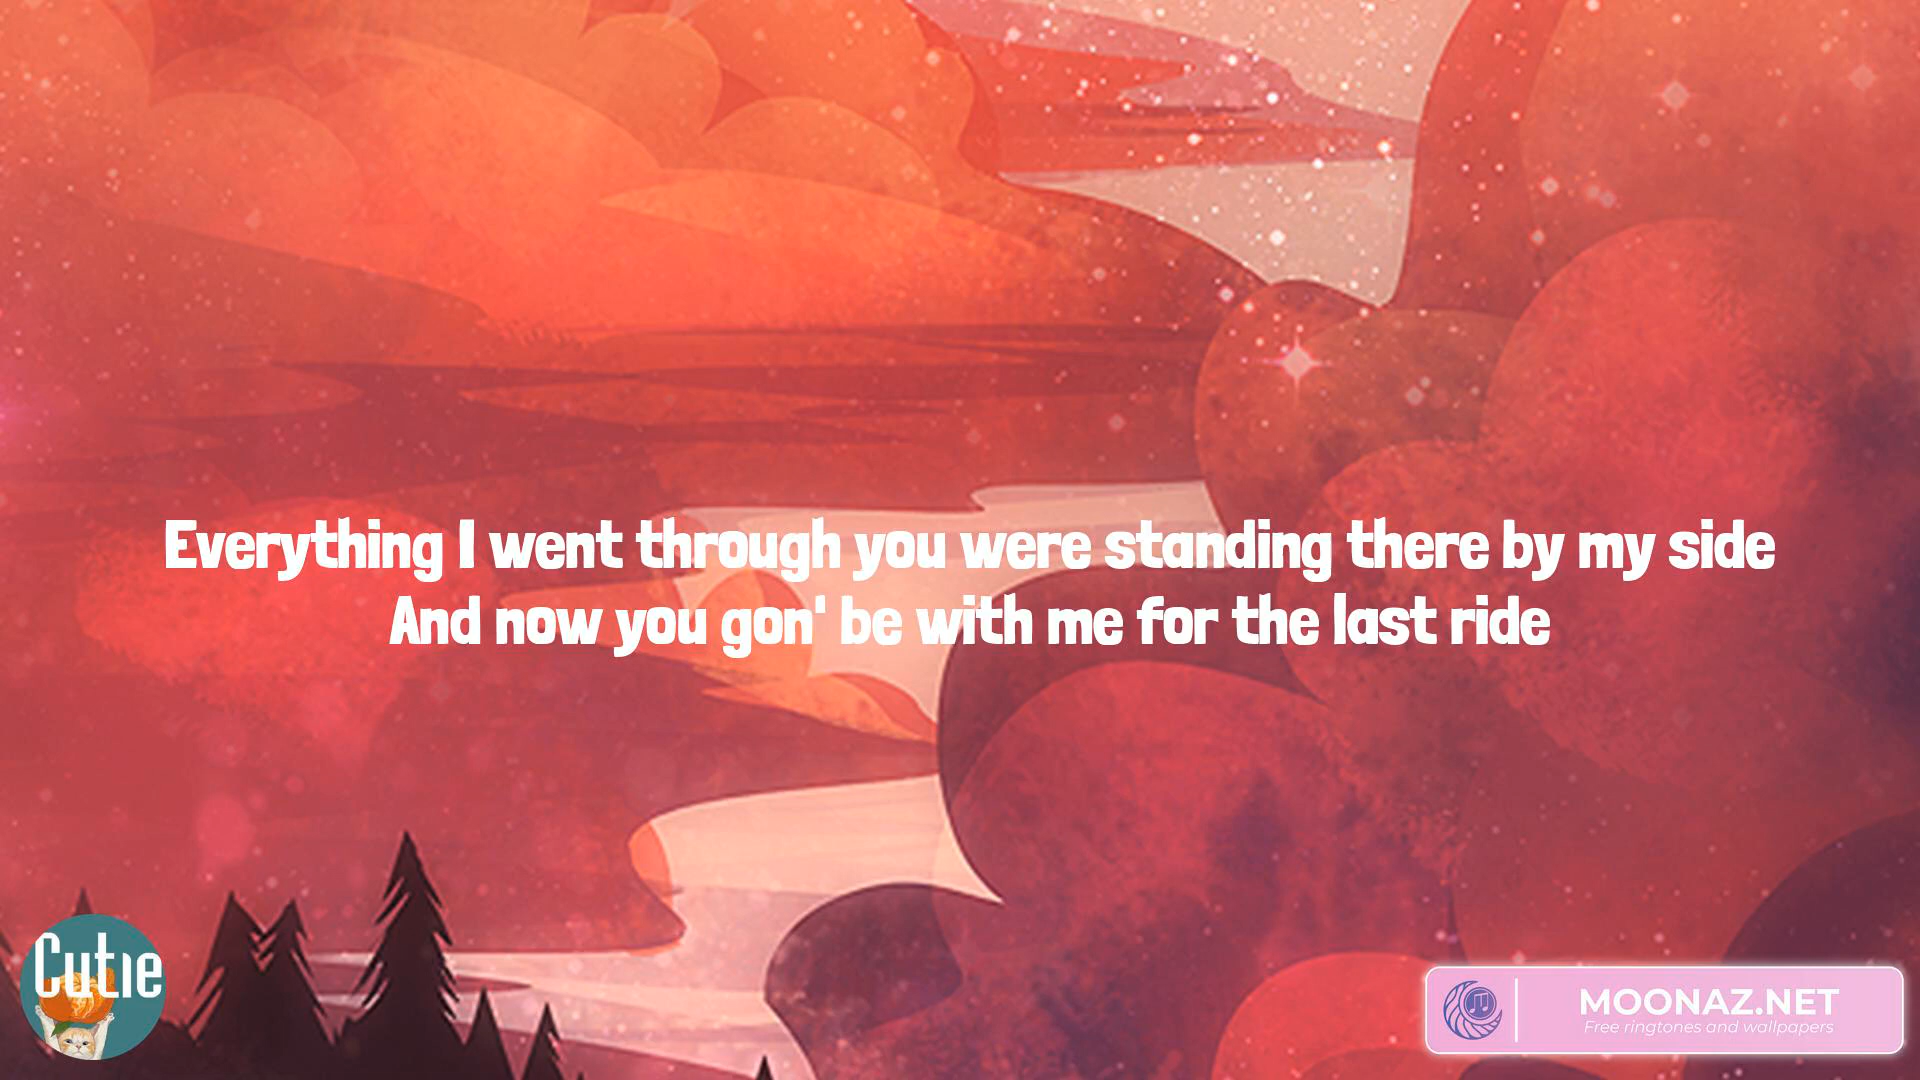 Everything I went through you were standing there by my side
And now you gon' be with me for the last ride
Cutie
MOONAZ.NET
Free ringtones and wallpapers